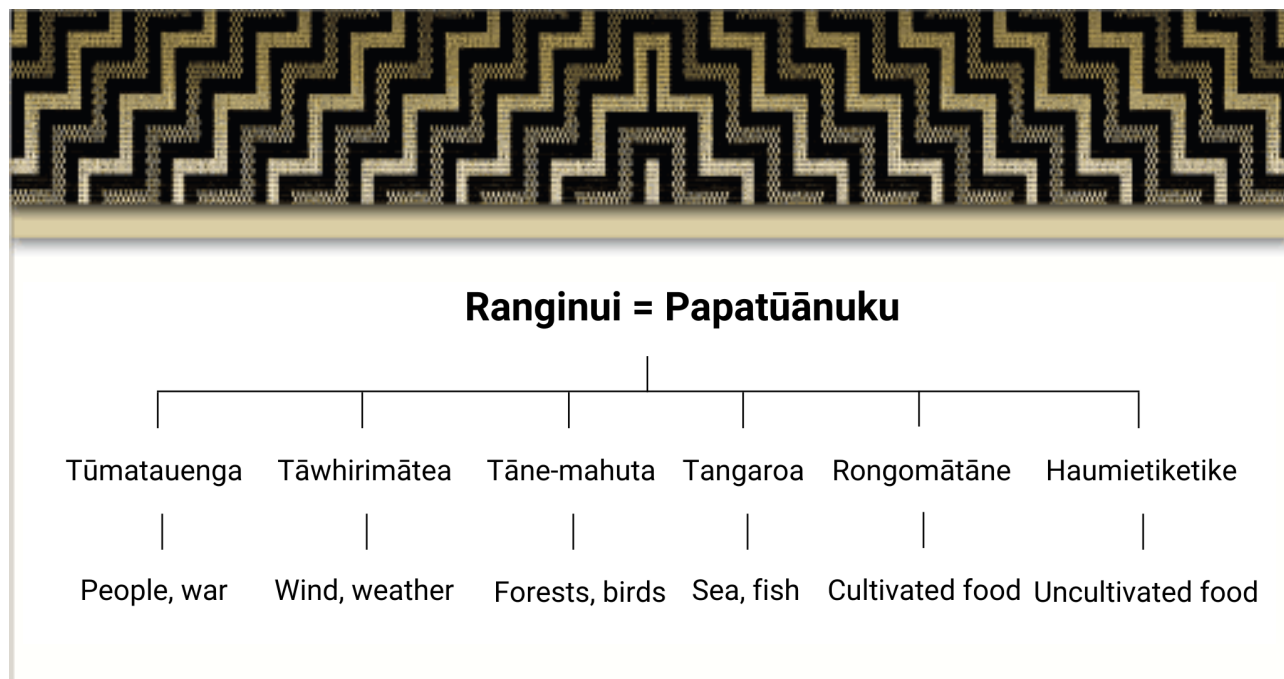 Ranginui = Papatūānuku
Tūmatauenga Tāwhirimātea Tāne-mahuta Tangaroa Rongomātāne Haumietiketike
People, war Wind, weather Forests, birds Sea, fish Cultivated food Uncultivated food